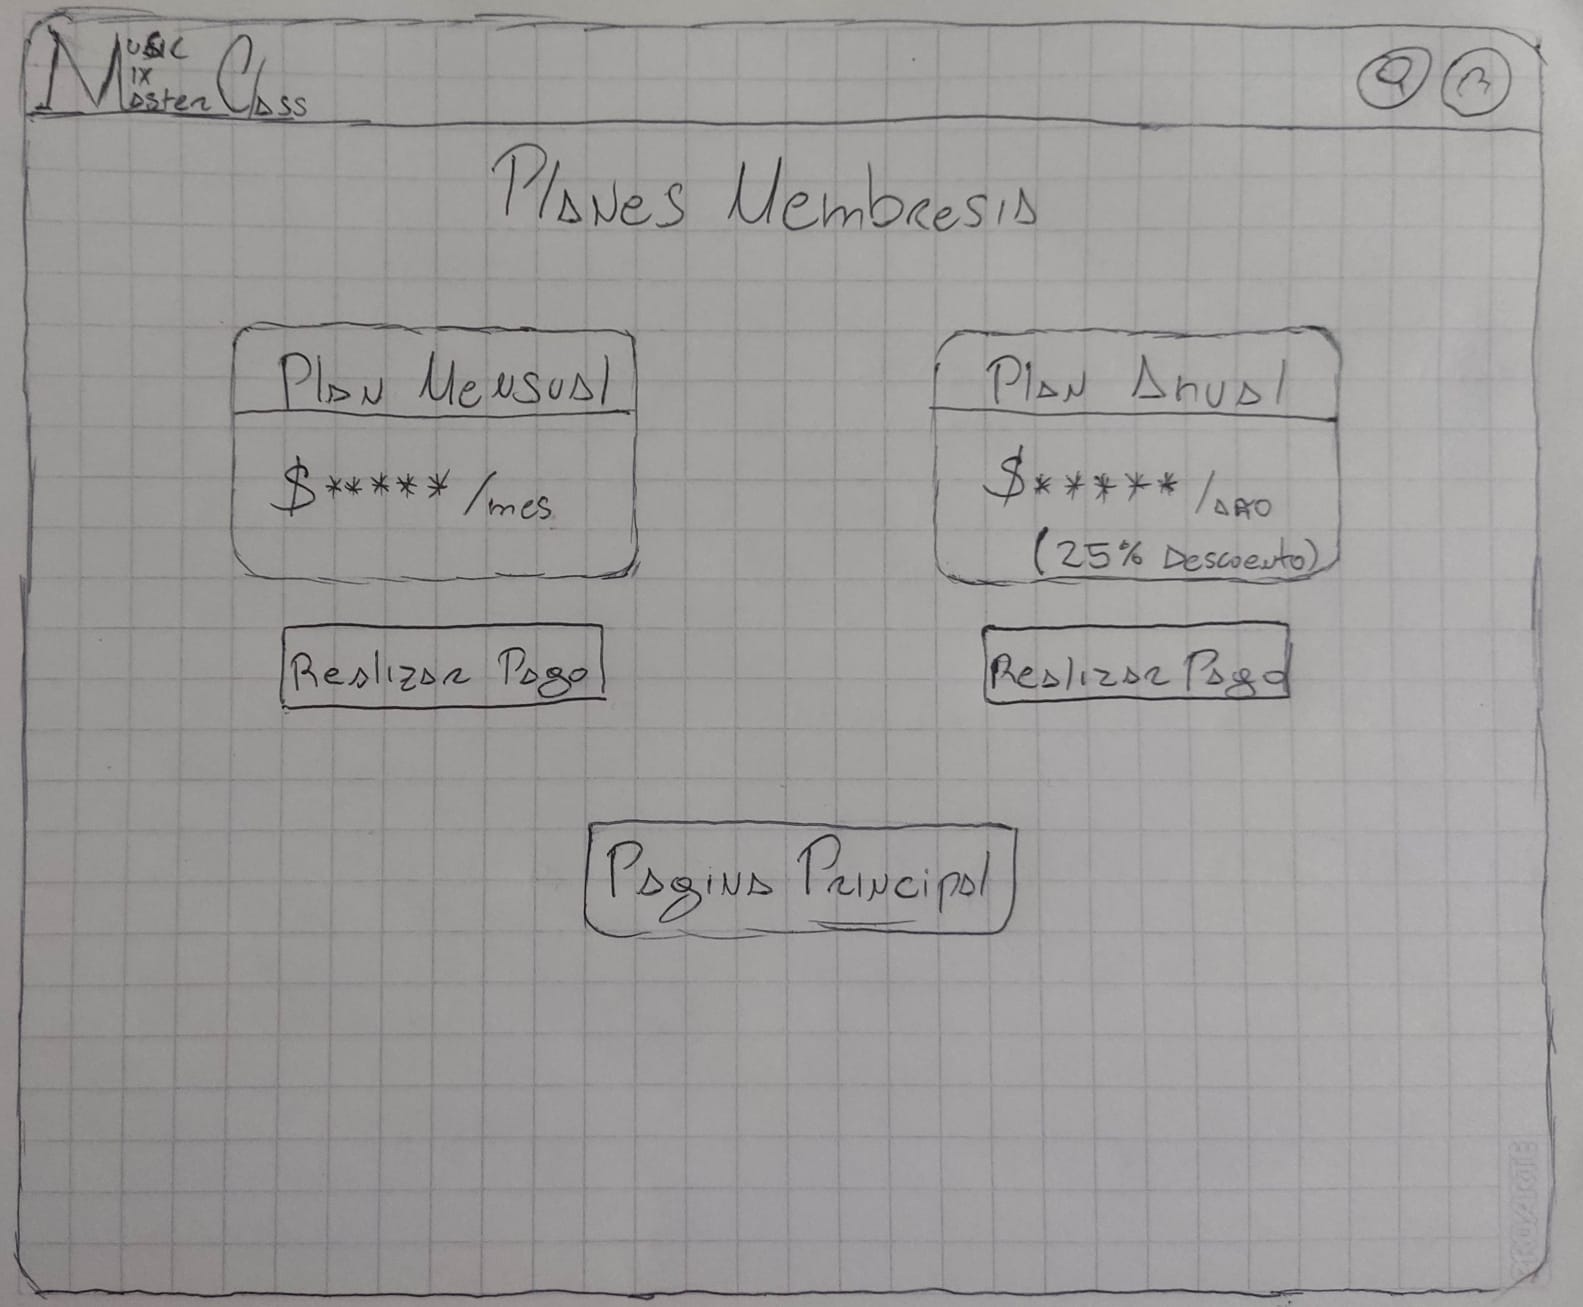 Music
Mix
Master Class
Planes Membresia
Plan Mensual
$***** /mes
Plan Anual
$***** /año
(25% Descuento)
Realizar Pago
Realizar Pago
Pagina Principal